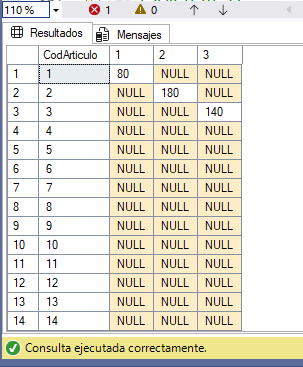 110 % 1 0
Resultados Mensajes
CodArticulo 1 2 3
1 1 80 NULL NULL
2 2 NULL 180 NULL
3 3 NULL NULL 140
4 4 NULL NULL NULL
5 5 NULL NULL NULL
6 6 NULL NULL NULL
7 7 NULL NULL NULL
8 8 NULL NULL NULL
9 9 NULL NULL NULL
10 10 NULL NULL NULL
11 11 NULL NULL NULL
12 12 NULL NULL NULL
13 13 NULL NULL NULL
14 14 NULL NULL NULL
Consulta ejecutada correctamente.